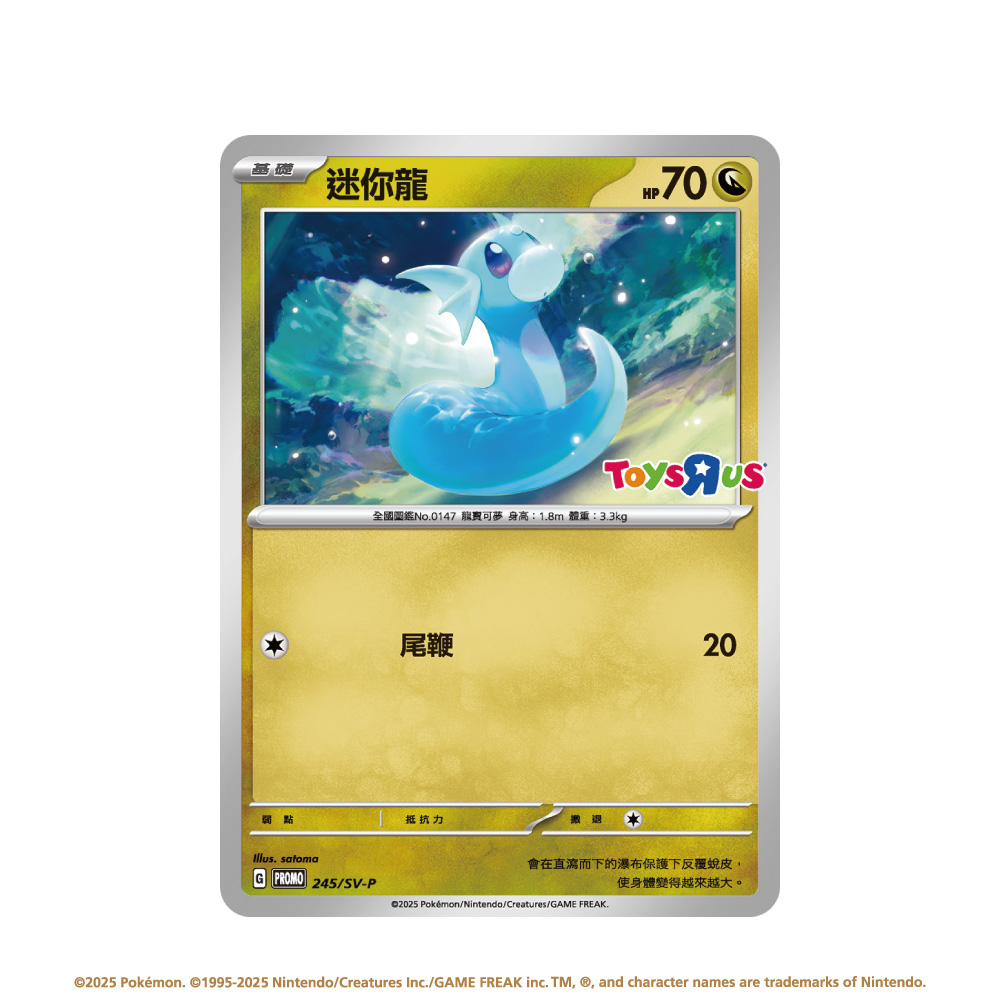 基礎 迷你龍 HP 70
ToysRus
全國圖鑑No.0147 龍寶可夢 身高：1.8m 體重：3.3kg
尾鞭 20
弱點 抵抗力 撤退
Illus. satoma
會在直瀉而下的瀑布保護下反覆蛻皮，
使身體變得越來越大。
G PROMO 245/SV-P
©2025 Pokémon/Nintendo/Creatures/GAME FREAK.
©2025 Pokémon. ©1995-2025 Nintendo/Creatures Inc./GAME FREAK inc. TM, ®, and character names are trademarks of Nintendo.